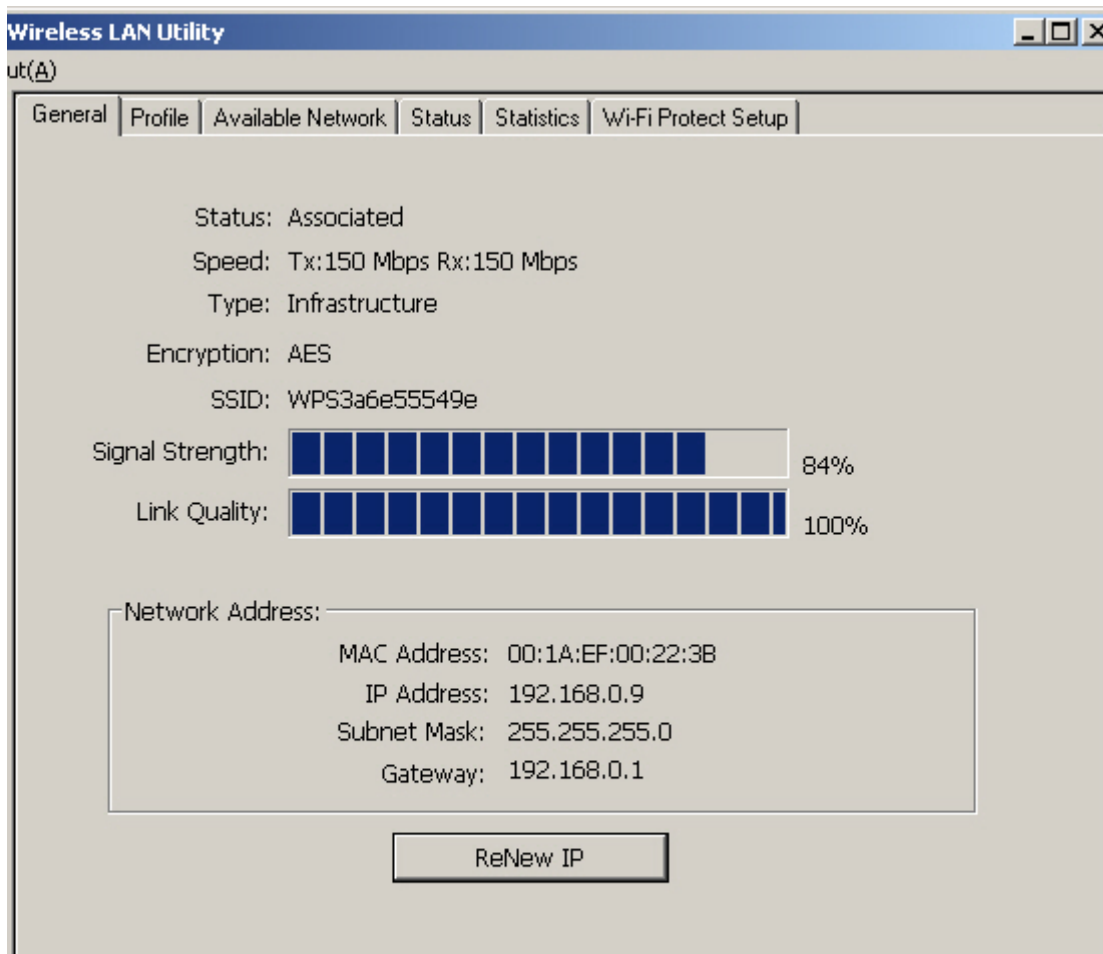 Wireless LAN Utility
ut(A)
General Profile Available Network Status Statistics Wi-Fi Protect Setup
Status: Associated
Speed: Tx:150 Mbps Rx:150 Mbps
Type: Infrastructure
Encryption: AES
SSID: WPS3a6e55549e
Signal Strength: 84%
Link Quality: 100%
Network Address:
MAC Address: 00:1A:EF:00:22:3B
IP Address: 192.168.0.9
Subnet Mask: 255.255.255.0
Gateway: 192.168.0.1
ReNew IP